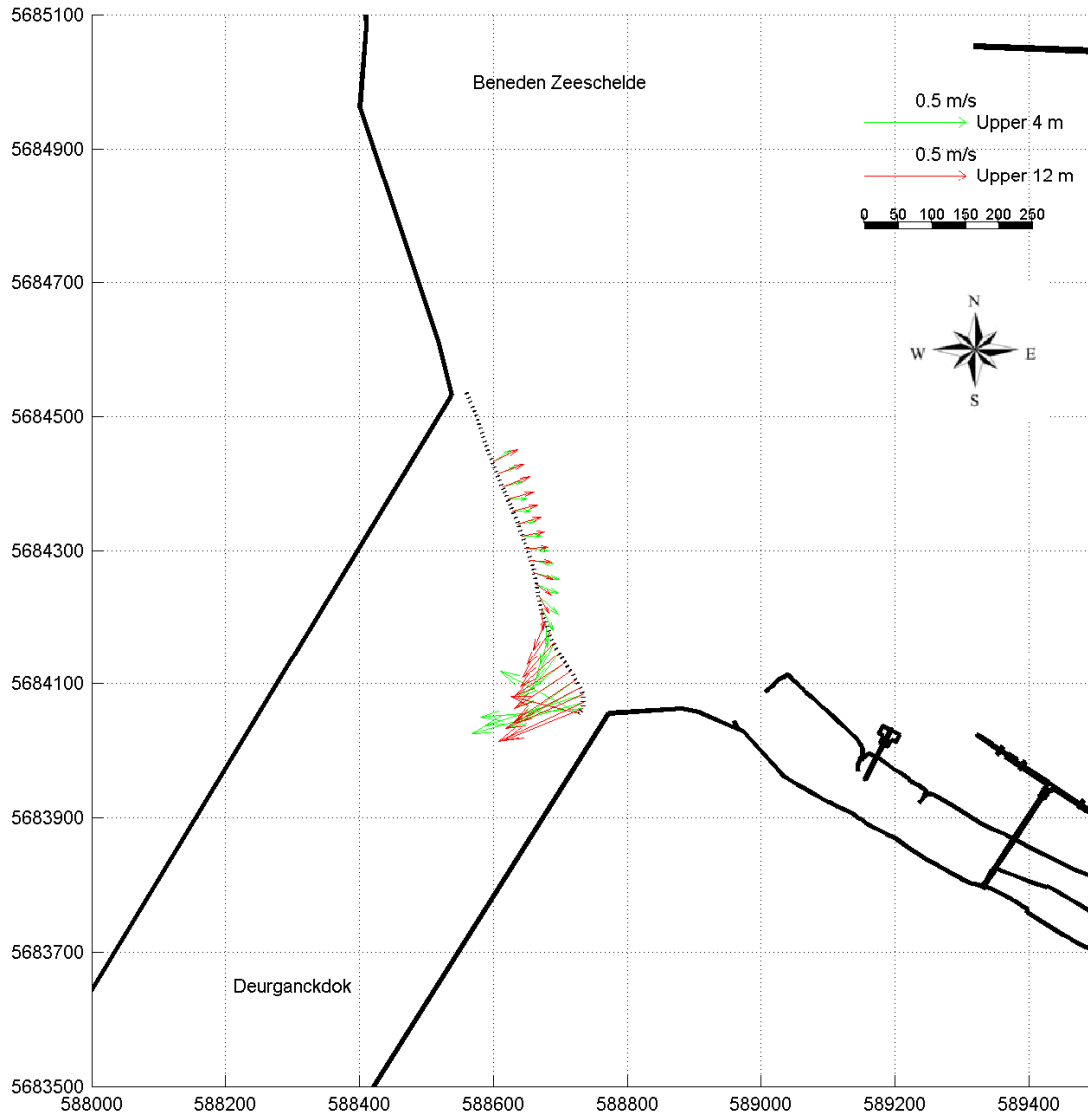 5685100
Beneden Zeeschelde
0.5 m/s
Upper 4 m
5684900
0.5 m/s
Upper 12 m
0 50 100 150 200 250
5684700
N
W E
S
5684500
5684300
5684100
5683900
5683700
Deurganckdok
5683500
588000 588200 588400 588600 588800 589000 589200 589400